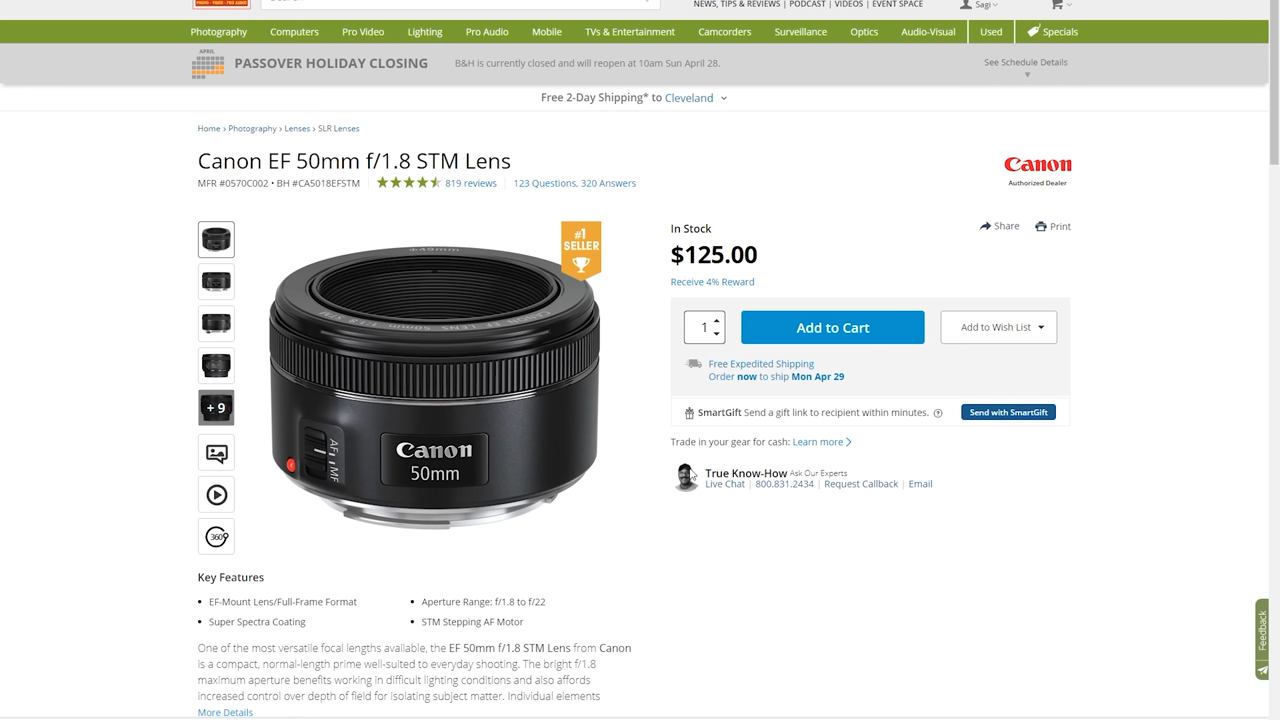 NEWS, TIPS & REVIEWS | PODCAST | VIDEOS | EVENT SPACE
Sagi
Photography Computers Pro Video Lighting Pro Audio Mobile TVs & Entertainment Camcorders Surveillance Optics Audio-Visual Used Specials
APRIL
PASSOVER HOLIDAY CLOSING B&H is currently closed and will reopen at 10am Sun April 28. See Schedule Details
Free 2-Day Shipping* to Cleveland
Home › Photography › Lenses › SLR Lenses
Canon EF 50mm f/1.8 STM Lens
MFR #0570C002 • BH #CA5018EFSTM 819 reviews 123 Questions, 320 Answers
Canon
Authorized Dealer
#1
SELLER
+ 9
360º
Canon
50mm
AF MF
In Stock
Share Print
$125.00
Receive 4% Reward
1 Add to Cart Add to Wish List
Free Expedited Shipping
Order now to ship Mon Apr 29
SmartGift Send a gift link to recipient within minutes. ? Send with SmartGift
Trade in your gear for cash: Learn more
True Know-How Ask Our Experts
Live Chat | 800.831.2434 | Request Callback | Email
Key Features
• EF-Mount Lens/Full-Frame Format
• Aperture Range: f/1.8 to f/22
• Super Spectra Coating
• STM Stepping AF Motor
One of the most versatile focal lengths available, the EF 50mm f/1.8 STM Lens from Canon
is a compact, normal-length prime well-suited to everyday shooting. The bright f/1.8
maximum aperture benefits working in difficult lighting conditions and also affords
increased control over depth of field for isolating subject matter. Individual elements
More Details
Feedback